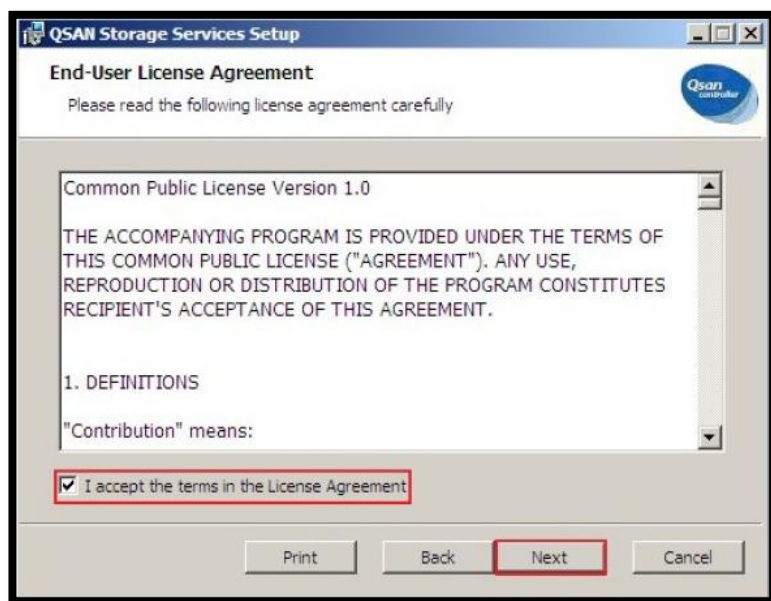 QSAN Storage Services Setup
End-User License Agreement
Please read the following license agreement carefully
Qsan
controller
Common Public License Version 1.0
THE ACCOMPANYING PROGRAM IS PROVIDED UNDER THE TERMS OF
THIS COMMON PUBLIC LICENSE ("AGREEMENT"). ANY USE,
REPRODUCTION OR DISTRIBUTION OF THE PROGRAM CONSTITUTES
RECIPIENT'S ACCEPTANCE OF THIS AGREEMENT.
1. DEFINITIONS
"Contribution" means:
I accept the terms in the License Agreement
Print Back Next Cancel